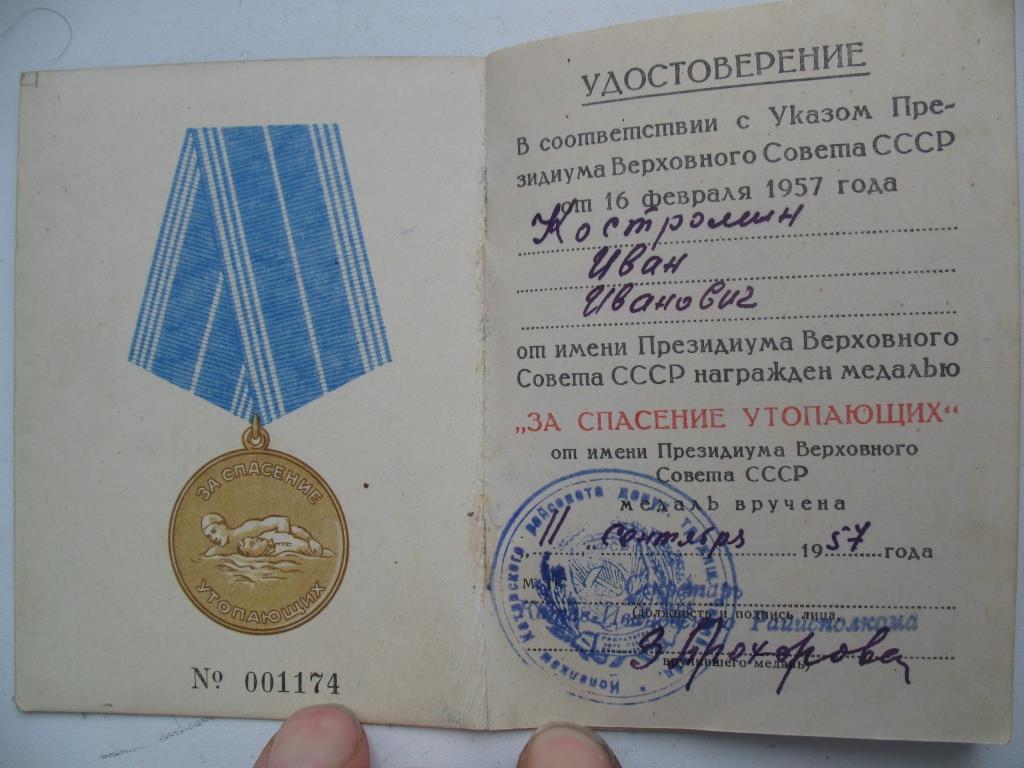 ЗА СПАСЕНИЕ
УТОПАЮЩИХ
№ 001174
УДОСТОВЕРЕНИЕ
В соответствии с Указом Пре-
зидиума Верховного Совета СССР
от 16 февраля 1957 года
Костромин
Иван
Иванович
от имени Президиума Верховного
Совета СССР награжден медалью
„ЗА СПАСЕНИЕ УТОПАЮЩИХ“
от имени Президиума Верховного
Совета СССР
медаль вручена
„11„ сентября 1957 года
М.
Секретарь
(должность и подпись лица,
Райисполкома
вручившего медаль)